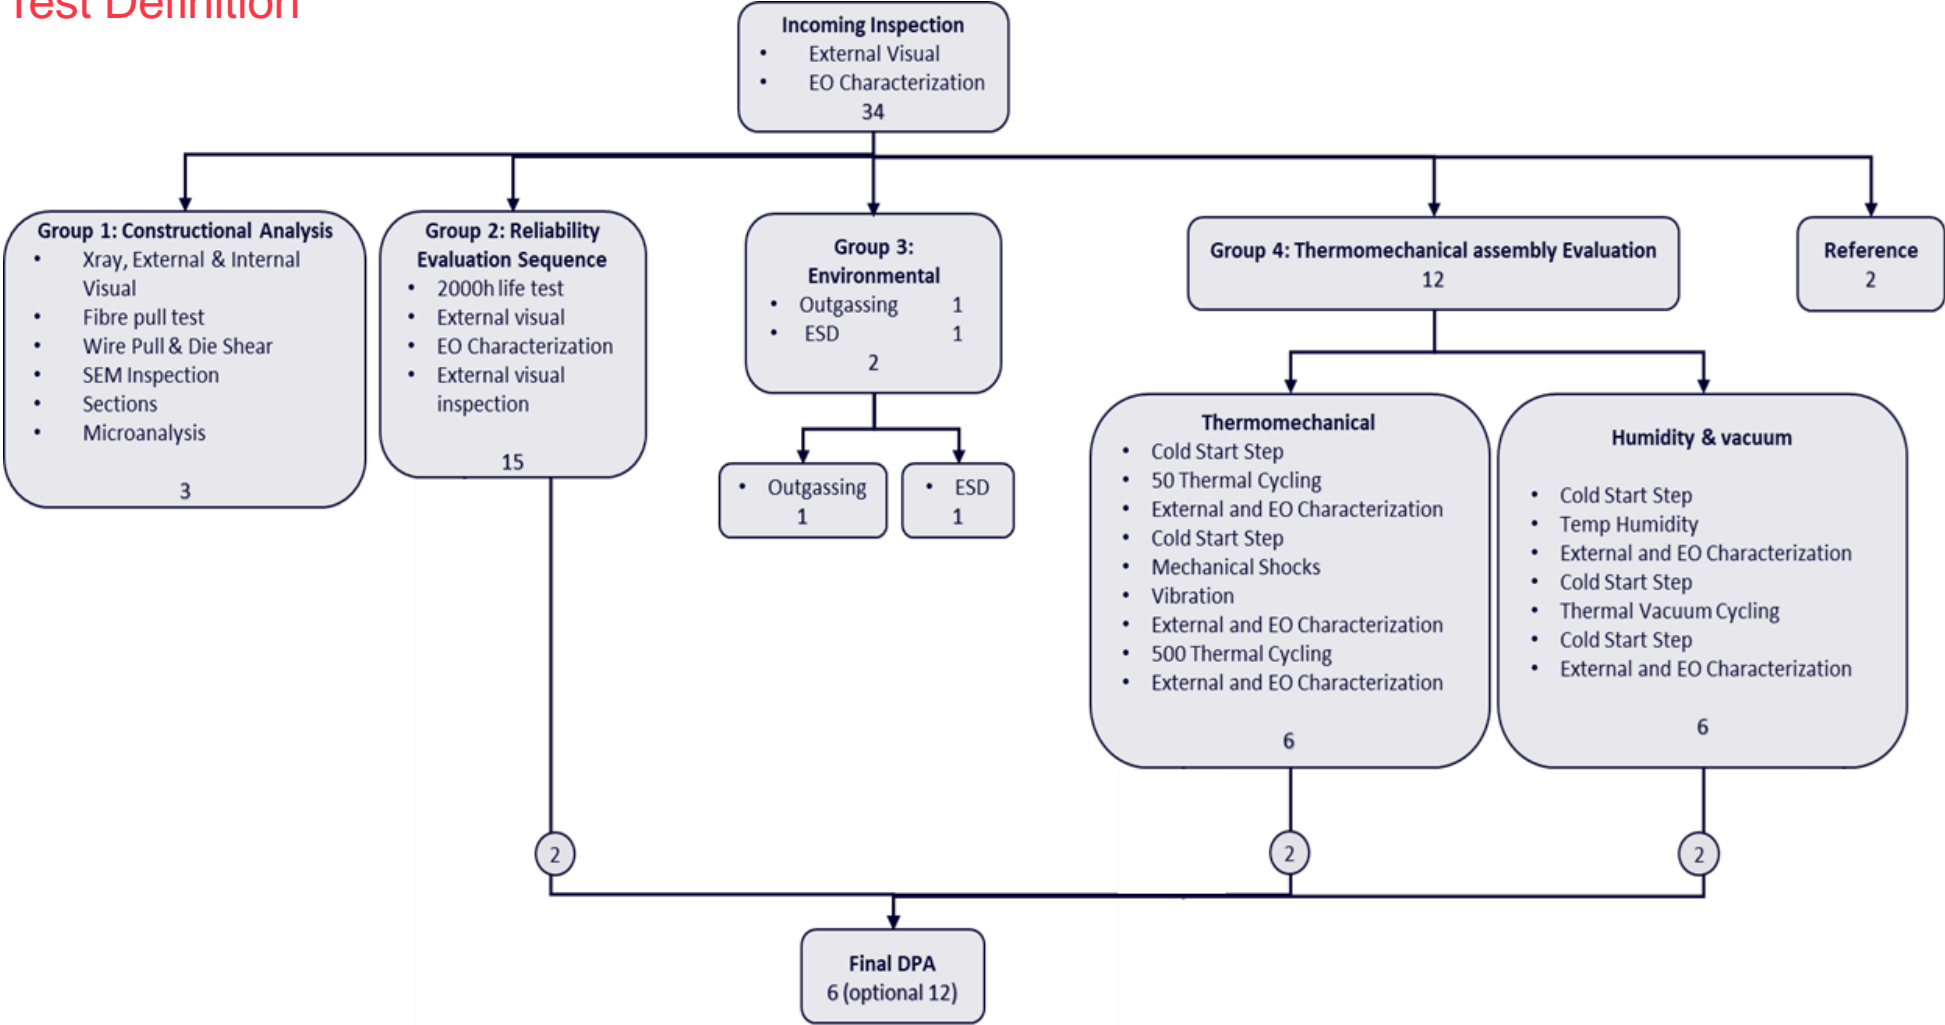 Test Definition
Incoming Inspection
• External Visual
• EO Characterization
34
Group 1: Constructional Analysis
• Xray, External & Internal
Visual
• Fibre pull test
• Wire Pull & Die Shear
• SEM Inspection
• Sections
• Microanalysis
3
Group 2: Reliability
Evaluation Sequence
• 2000h life test
• External visual
• EO Characterization
• External visual
inspection
15
Group 3:
Environmental
• Outgassing 1
• ESD 1
2
Group 4: Thermomechanical assembly Evaluation
12
Reference
2
• Outgassing
1
• ESD
1
Thermomechanical
• Cold Start Step
• 50 Thermal Cycling
• External and EO Characterization
• Cold Start Step
• Mechanical Shocks
• Vibration
• External and EO Characterization
• 500 Thermal Cycling
• External and EO Characterization
6
Humidity & vacuum
• Cold Start Step
• Temp Humidity
• External and EO Characterization
• Cold Start Step
• Thermal Vacuum Cycling
• Cold Start Step
• External and EO Characterization
6
2
2
2
Final DPA
6 (optional 12)